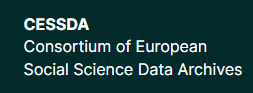 CESSDA
Consortium of European
Social Science Data Archives